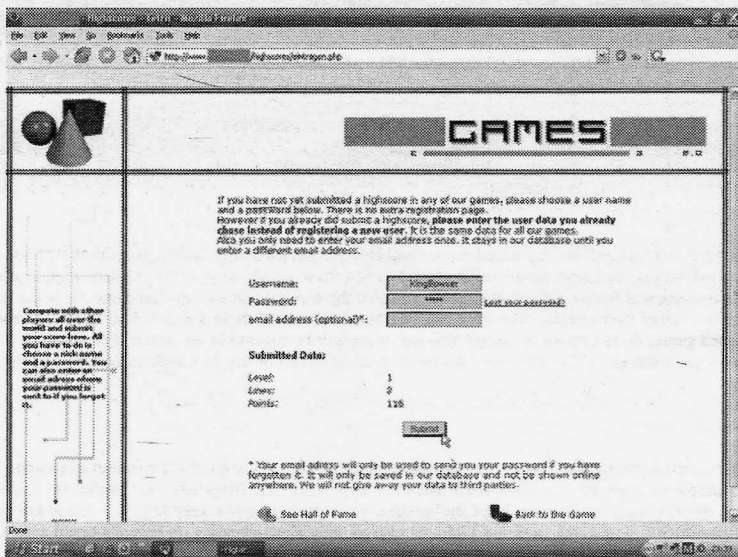 Highscores - Tetris - Mozilla Firefox
File Edit View Go Bookmarks Tools Help
http://www. /highscores/eintragen.php
GAMES
If you have not yet submitted a highscore in any of our games, please choose a user name
and a password below. There is no extra registration page.
However if you already did submit a highscore, please enter the user data you already
chose instead of registering a new user. It is the same data for all our games.
Also you only need to enter your email address once. It stays in our database until you
enter a different email address.
Username: KingBowser
Password: ***** Lost your password?
email address (optional)*:
Compete with other
players all over the
world and submit
your score here. All
you have to do is
choose a nick name
and a password. You
can also enter an
email adress where
your password is
sent to if you forget
it.
Submitted Data:
Level: 1
Lines:
Points:
Submit
* Your email adress will only be used to send you your password if you have
forgotten it. It will only be saved in our database and not be shown online
anywhere. We will not give away your data to third parties.
See Hall of Fame Back to the Game
Done
Start